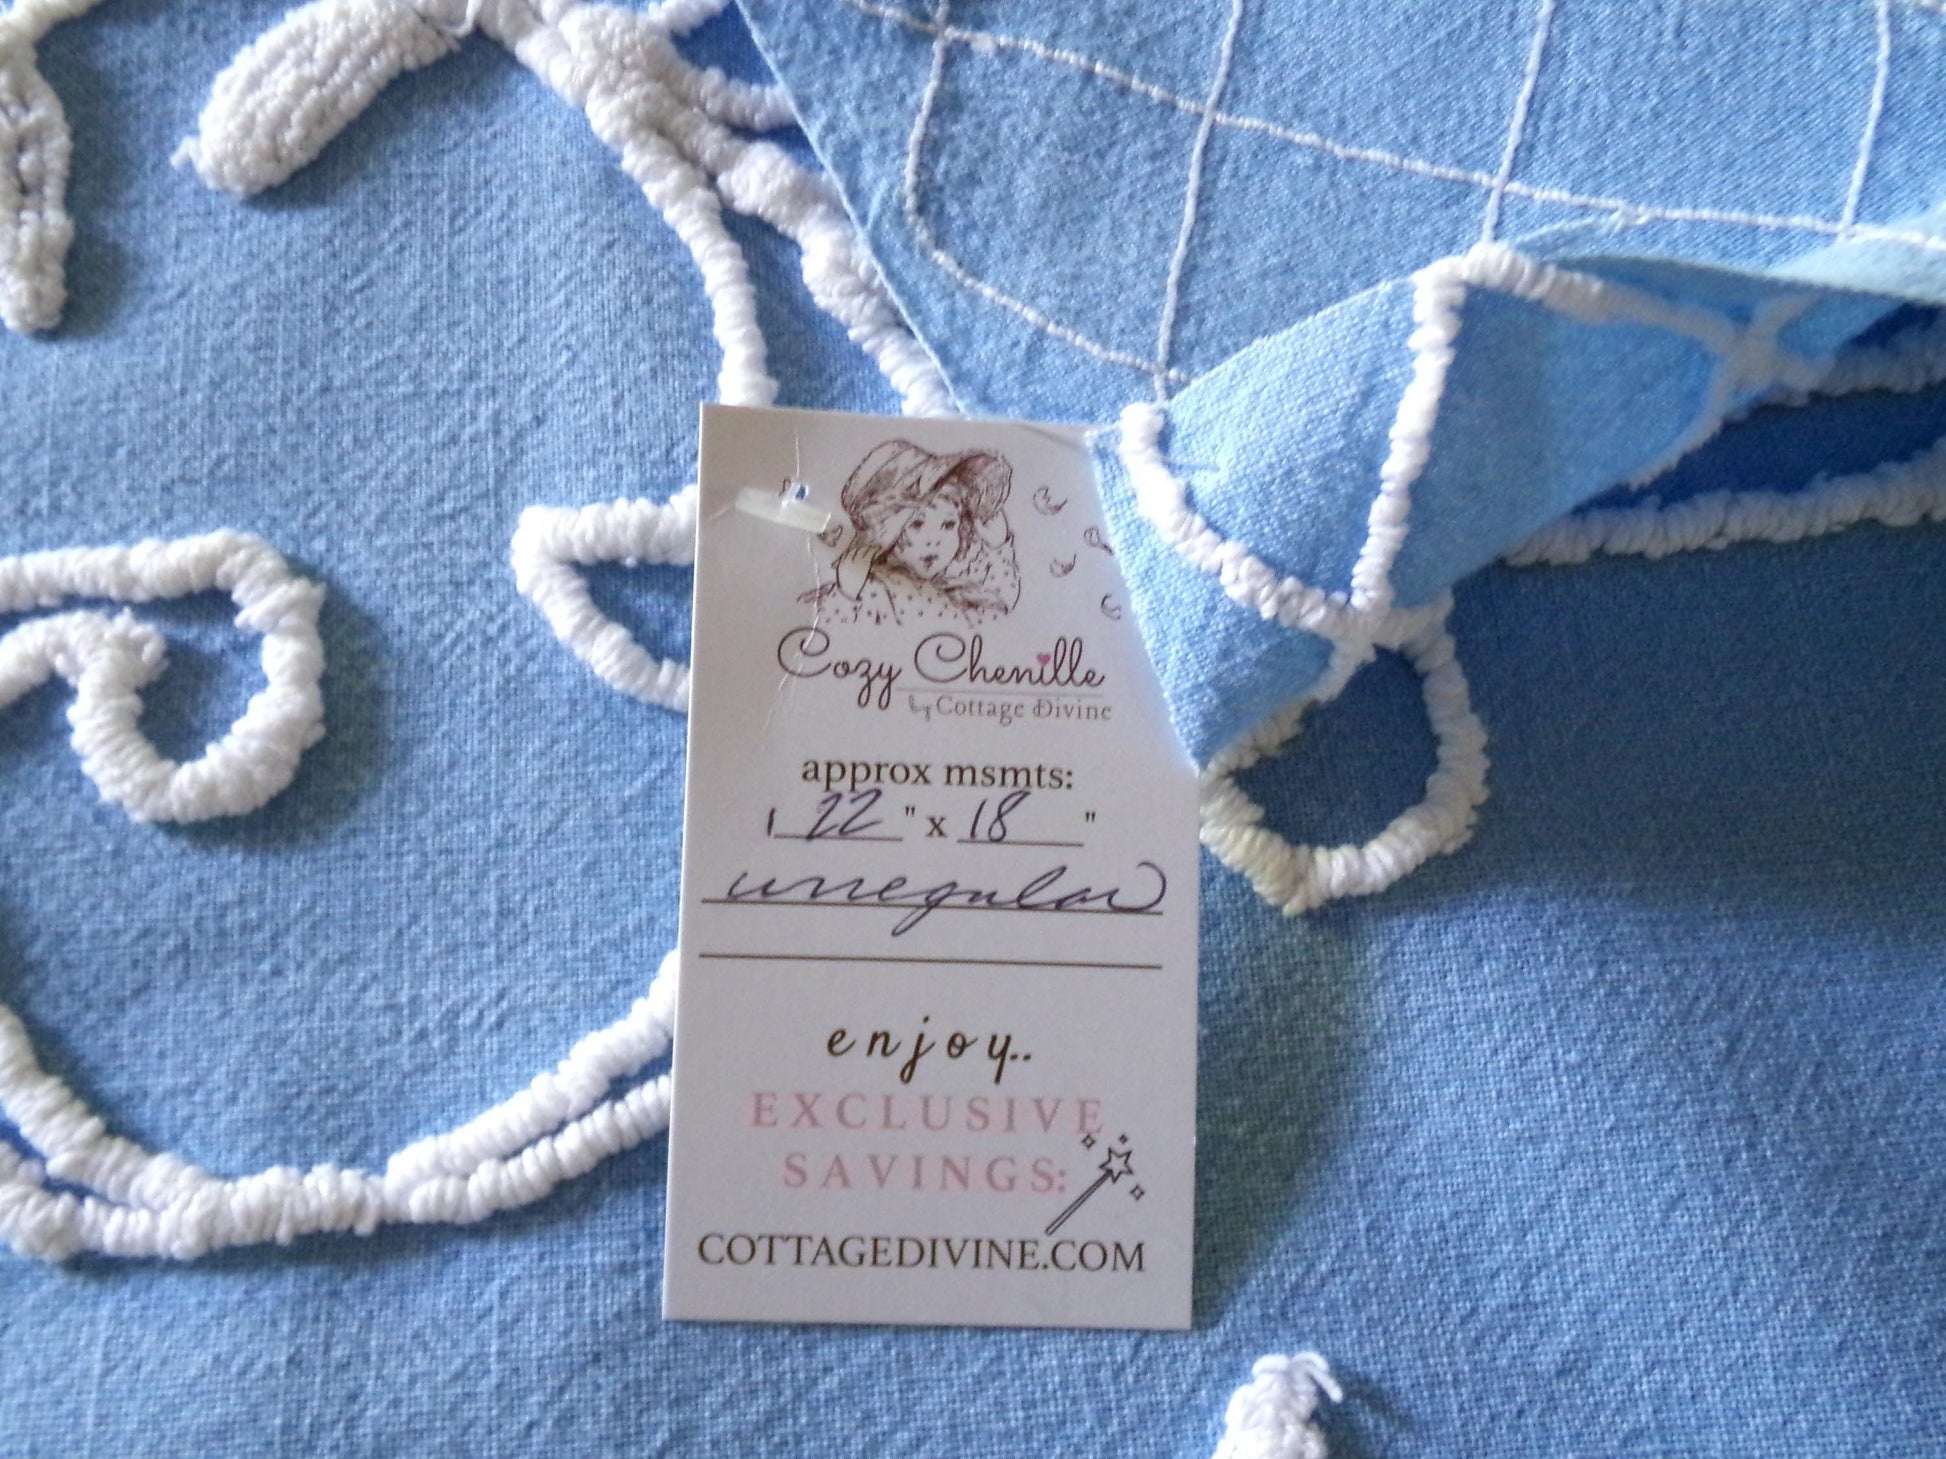 Cozy Chenille
by Cottage Divine
approx msmts:
22 " x 18 "
irregular
enjoy..
EXCLUSIVE
SAVINGS:
COTTAGEDIVINE.COM